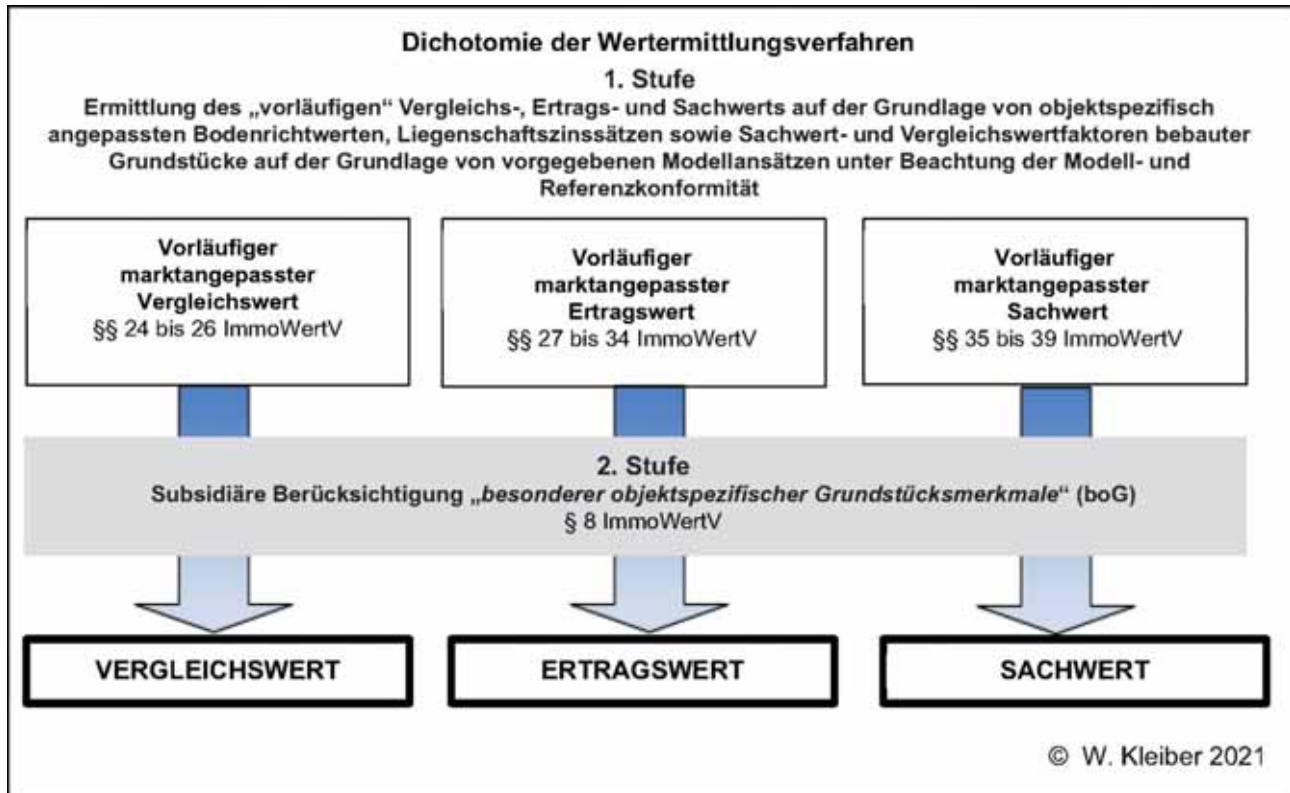 Dichotomie der Wertermittlungsverfahren
1. Stufe
Ermittlung des „vorläufigen“ Vergleichs-, Ertrags- und Sachwerts auf der Grundlage von objektspezifisch
angepassten Bodenrichtwerten, Liegenschaftszinssätzen sowie Sachwert- und Vergleichswertfaktoren bebauter
Grundstücke auf der Grundlage von vorgegebenen Modellansätzen unter Beachtung der Modell- und
Referenzkonformität
Vorläufiger
marktangepasster
Vergleichswert
§§ 24 bis 26 ImmoWertV
Vorläufiger
marktangepasster
Ertragswert
§§ 27 bis 34 ImmoWertV
Vorläufiger
marktangepasster
Sachwert
§§ 35 bis 39 ImmoWertV
2. Stufe
Subsidiäre Berücksichtigung „besonderer objektspezifischer Grundstücksmerkmale“ (boG)
§ 8 ImmoWertV
VERGLEICHSWERT
ERTRAGSWERT
SACHWERT
© W. Kleiber 2021